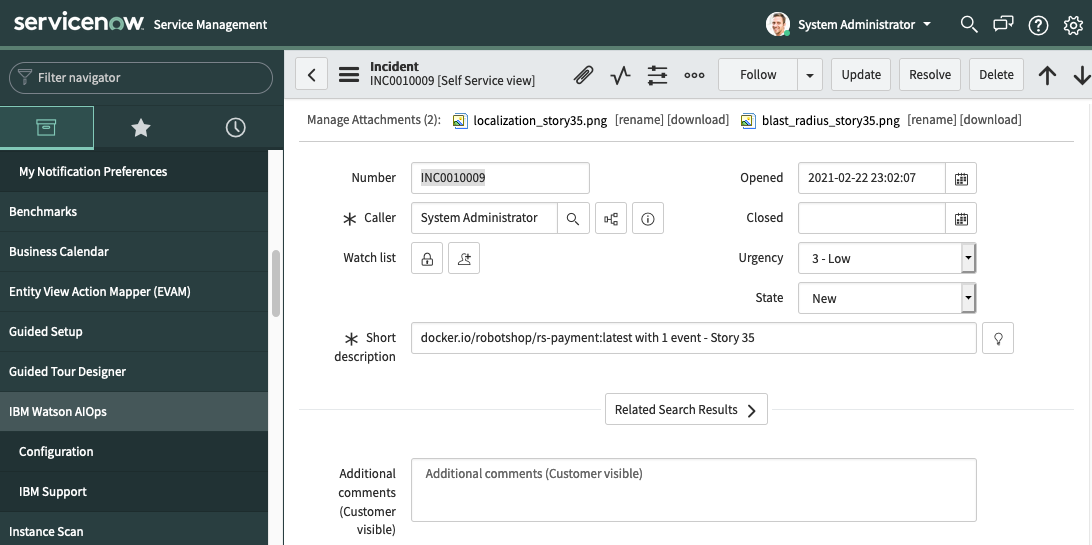 servicenow Service Management
System Administrator
Filter navigator
My Notification Preferences
Benchmarks
Business Calendar
Entity View Action Mapper (EVAM)
Guided Setup
Guided Tour Designer
IBM Watson AIOps
Configuration
IBM Support
Instance Scan
Incident
INC0010009 [Self Service view]
Follow
Update
Resolve
Delete
Manage Attachments (2): localization_story35.png [rename] [download] blast_radius_story35.png [rename] [download]
Number INC0010009
Opened 2021-02-22 23:02:07
Caller System Administrator
Closed
Watch list
Urgency 3 - Low
State New
Short
description
docker.io/robotshop/rs-payment:latest with 1 event - Story 35
Related Search Results
Additional
comments
(Customer
visible)
Additional comments (Customer visible)